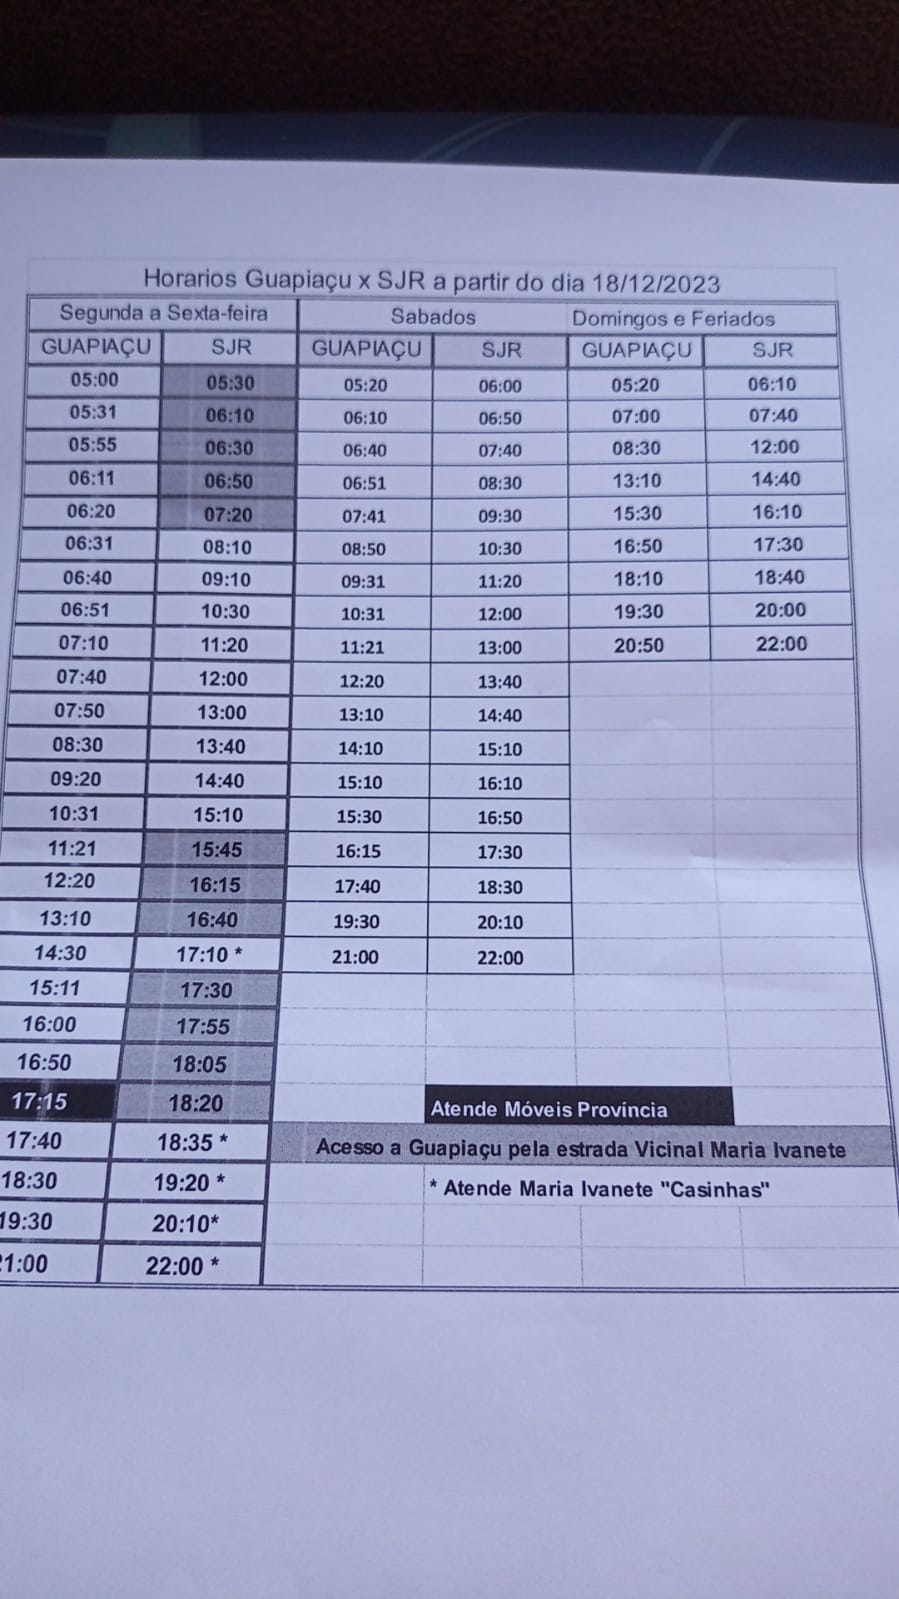 Horarios Guapiaçu x SJR a partir do dia 18/12/2023
Segunda a Sexta-feira Sabados Domingos e Feriados
GUAPIAÇU SJR GUAPIAÇU SJR GUAPIAÇU SJR
05:00 05:30 05:20 06:00 05:20 06:10
05:31 06:10 06:10 06:50 07:00 07:40
05:55 06:30 06:40 07:40 08:30 12:00
06:11 06:50 06:51 08:30 13:10 14:40
06:20 07:20 07:41 09:30 15:30 16:10
06:31 08:10 08:50 10:30 16:50 17:30
06:40 09:10 09:31 11:20 18:10 18:40
06:51 10:30 10:31 12:00 19:30 20:00
07:10 11:20 11:21 13:00 20:50 22:00
07:40 12:00 12:20 13:40
07:50 13:00 13:10 14:40
08:30 13:40 14:10 15:10
09:20 14:40 15:10 16:10
10:31 15:10 15:30 16:50
11:21 15:45 16:15 17:30
12:20 16:15 17:40 18:30
13:10 16:40 19:30 20:10
14:30 17:10 * 21:00 22:00
15:11 17:30
16:00 17:55
16:50 18:05
17:15 18:20 Atende Móveis Província
17:40 18:35 * Acesso a Guapiaçu pela estrada Vicinal Maria Ivanete
18:30 19:20 * * Atende Maria Ivanete "Casinhas"
19:30 20:10*
21:00 22:00 *